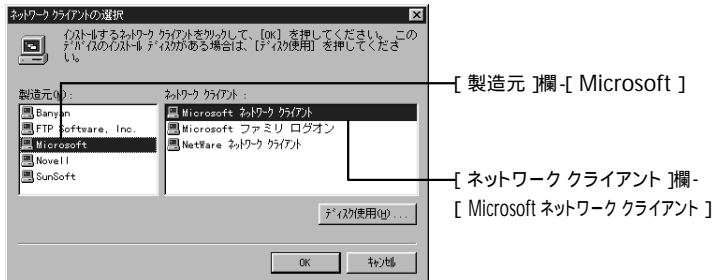 ネットワーク クライアントの選択
インストールするネットワーク クライアントをクリックして、[OK] を押してください。 この
デバイスのインストール ディスクがある場合は、[ディスク使用] を押してくださ
い。
製造元(M):
ネットワーク クライアント :
Banyan
FTP Software, Inc.
Microsoft
Novell
SunSoft
Microsoft ネットワーク クライアント
Microsoft ファミリ ログオン
NetWare ネットワーク クライアント
ディスク使用(H)...
OK
キャンセル
[ 製造元 ]欄-[ Microsoft ]
[ ネットワーク クライアント ]欄-
[ Microsoft ネットワーク クライアント ]